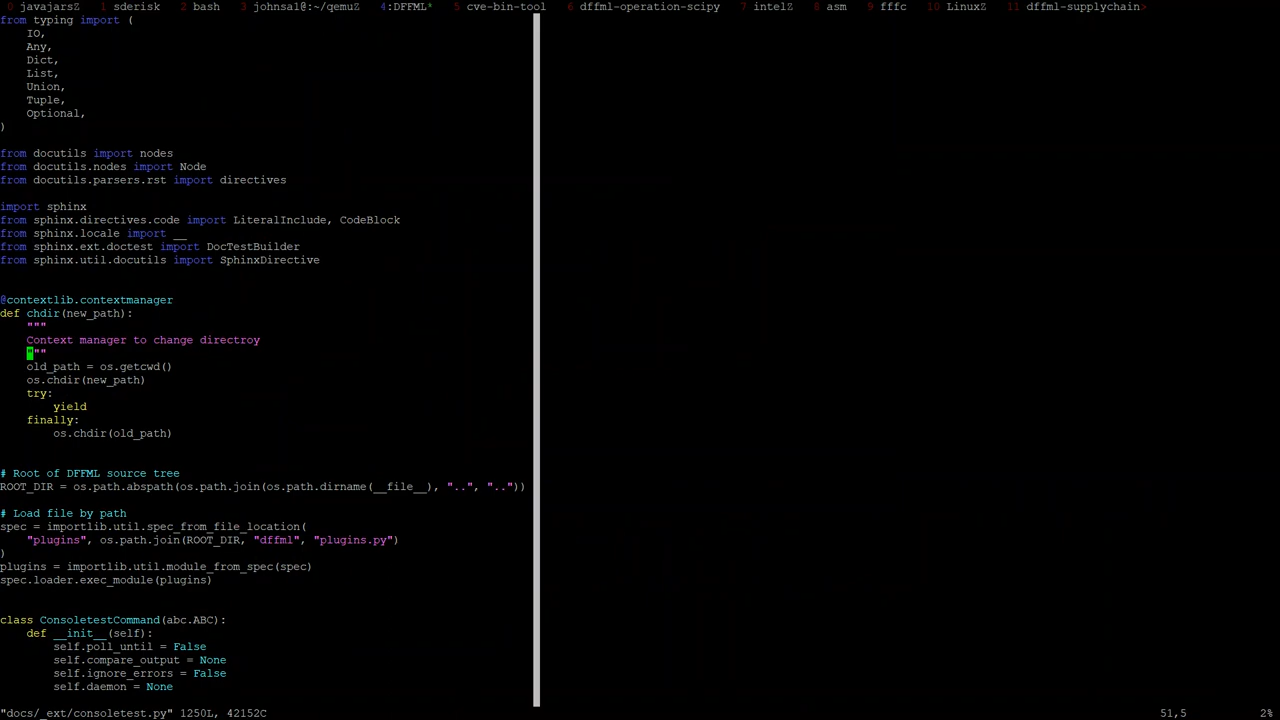 0 javajarsZ 1 sderisk 2 bash 3 johnsal@:~/qemuZ 4:DFFML* 5 cve-bin-tool 6 dffml-operation-scipy 7 intelZ 8 asm 9 fffc 10 LinuxZ 11 dffml-supplychain>
from typing import (
    IO,
    Any,
    Dict,
    List,
    Union,
    Tuple,
    Optional,
)
from docutils import nodes
from docutils.nodes import Node
from docutils.parsers.rst import directives
import sphinx
from sphinx.directives.code import LiteralInclude, CodeBlock
from sphinx.locale import __
from sphinx.ext.doctest import DocTestBuilder
from sphinx.util.docutils import SphinxDirective
@contextlib.contextmanager
def chdir(new_path):
    """
    Context manager to change directroy
    """
    old_path = os.getcwd()
    os.chdir(new_path)
    try:
        yield
    finally:
        os.chdir(old_path)
# Root of DFFML source tree
ROOT_DIR = os.path.abspath(os.path.join(os.path.dirname(__file__), "..", ".."))
# Load file by path
spec = importlib.util.spec_from_file_location(
    "plugins", os.path.join(ROOT_DIR, "dffml", "plugins.py")
)
plugins = importlib.util.module_from_spec(spec)
spec.loader.exec_module(plugins)
class ConsoletestCommand(abc.ABC):
    def __init__(self):
        self.poll_until = False
        self.compare_output = None
        self.ignore_errors = False
        self.daemon = None
"docs/_ext/consoletest.py" 1250L, 42152C 51,5 2%